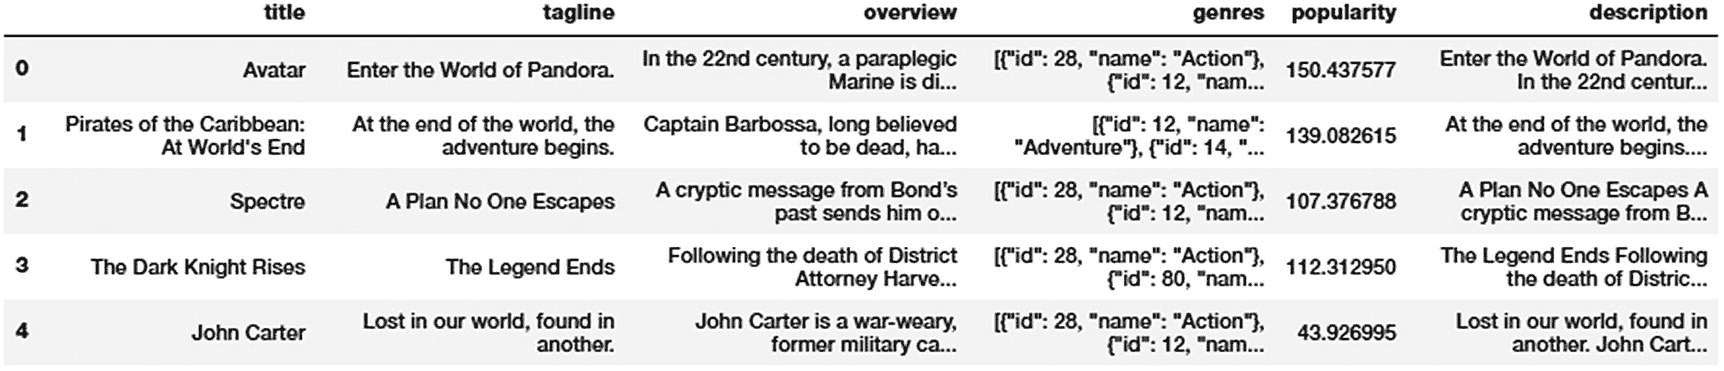 title tagline overview genres popularity description
0 Avatar Enter the World of Pandora. In the 22nd century, a paraplegic Marine is di... [{"id": 28, "name": "Action"}, {"id": 12, "nam... 150.437577 Enter the World of Pandora. In the 22nd centur...
1 Pirates of the Caribbean: At World's End At the end of the world, the adventure begins. Captain Barbossa, long believed to be dead, ha... [{"id": 12, "name": "Adventure"}, {"id": 14, "... 139.082615 At the end of the world, the adventure begins....
2 Spectre A Plan No One Escapes A cryptic message from Bond’s past sends him o... [{"id": 28, "name": "Action"}, {"id": 12, "nam... 107.376788 A Plan No One Escapes A cryptic message from B...
3 The Dark Knight Rises The Legend Ends Following the death of District Attorney Harve... [{"id": 28, "name": "Action"}, {"id": 80, "nam... 112.312950 The Legend Ends Following the death of Distric...
4 John Carter Lost in our world, found in another. John Carter is a war-weary, former military ca... [{"id": 28, "name": "Action"}, {"id": 12, "nam... 43.926995 Lost in our world, found in another. John Cart...